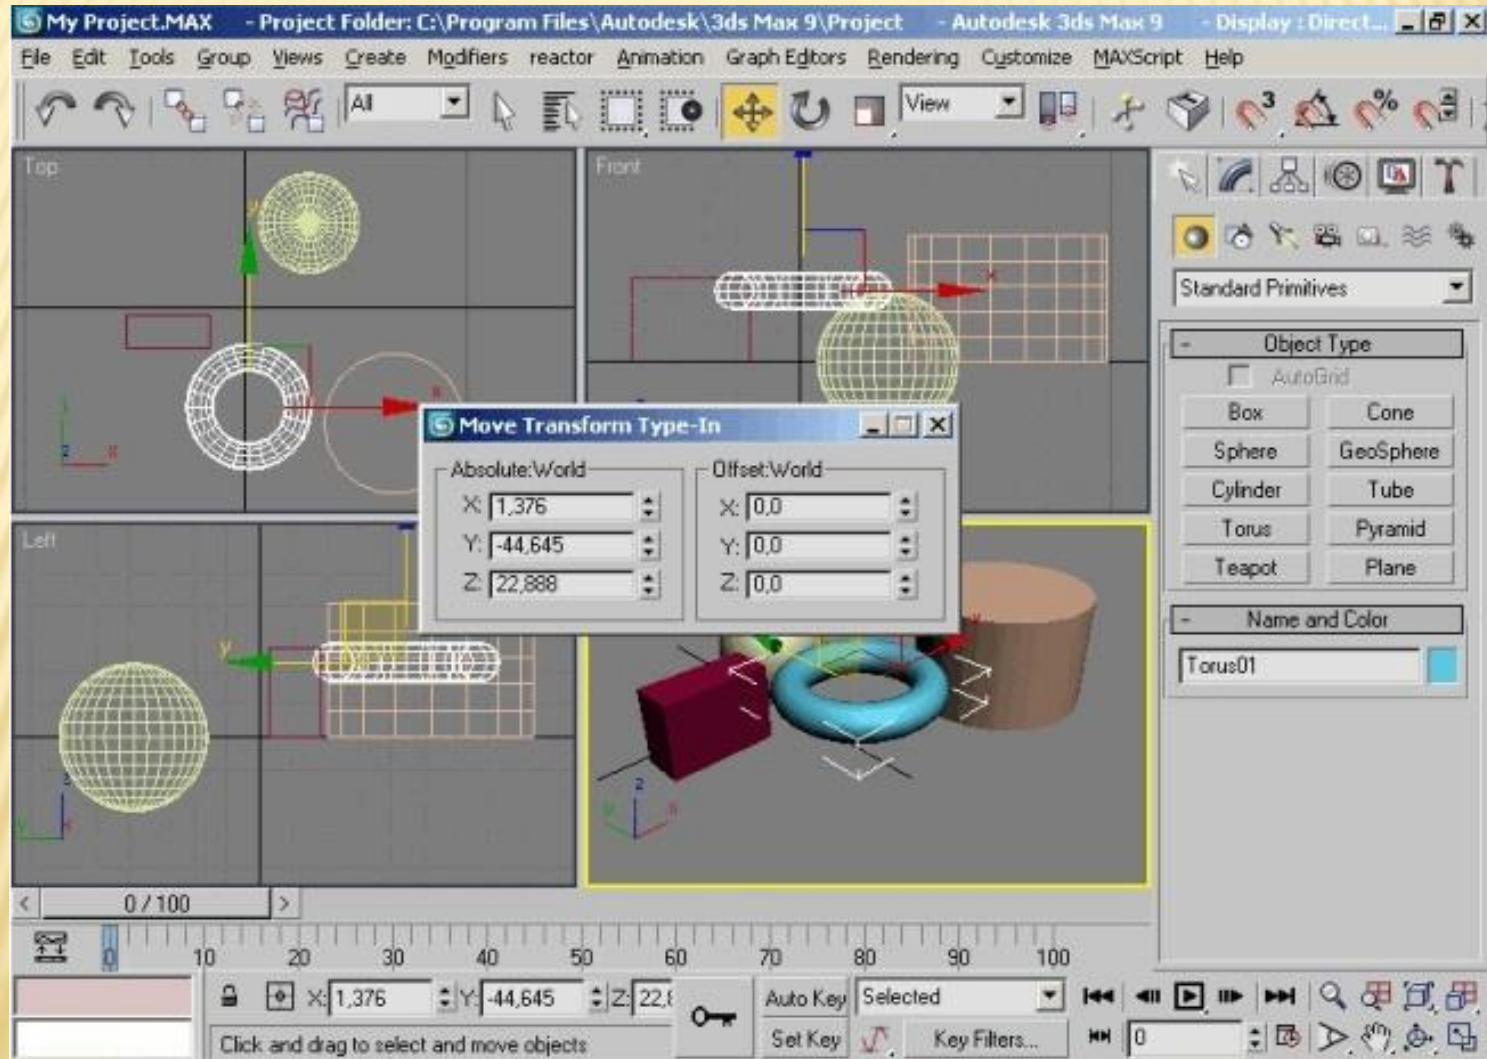 My Project.MAX - Project Folder: C:\Program Files\Autodesk\3ds Max 9\Project - Autodesk 3ds Max 9 - Display : Direct...
File Edit Tools Group Views Create Modifiers reactor Animation Graph Editors Rendering Customize MAXScript Help
All View 3 %
Top
Front
y
x
x
z x
Left
y
z
y x
Standard Primitives
- Object Type
AutoGrid
Box Cone
Sphere GeoSphere
Cylinder Tube
Torus Pyramid
Teapot Plane
- Name and Color
Torus01
Move Transform Type-In
Absolute:World
X: 1,376
Y: -44,645
Z: 22,888
Offset:World
X: 0,0
Y: 0,0
Z: 0,0
x
z
y x
< 0 / 100 >
0 10 20 30 40 50 60 70 80 90 100
X: 1,376 Y: -44,645 Z: 22,8
Auto Key Selected
Click and drag to select and move objects
Set Key Key Filters... 0